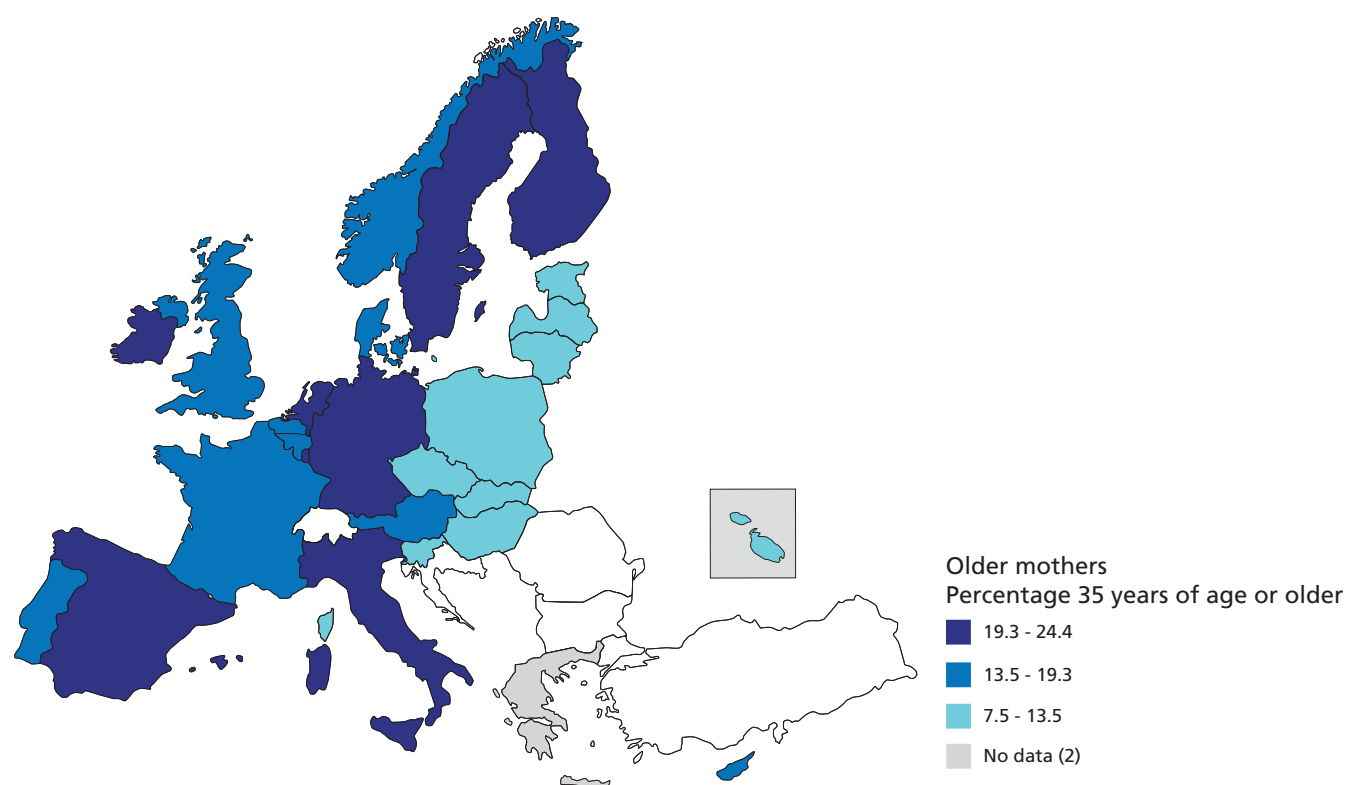 Older mothers
Percentage 35 years of age or older
19.3 - 24.4
13.5 - 19.3
7.5 - 13.5
No data (2)